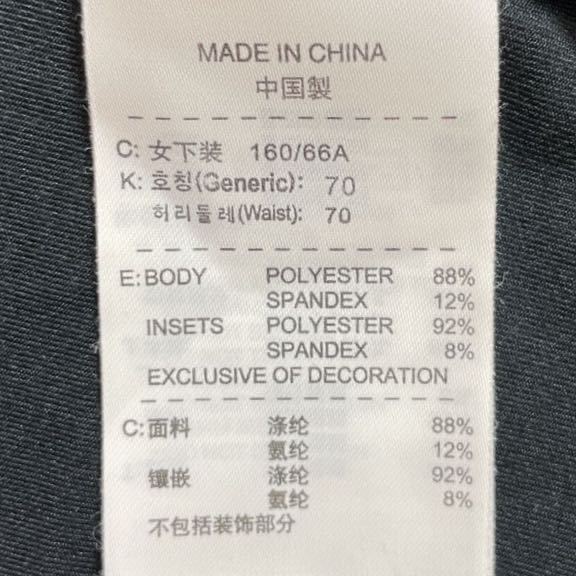 MADE IN CHINA
中国製
C: 女下装 160/66A
K: 호칭(Generic): 70
허리둘레(Waist): 70
E: BODY POLYESTER 88%
SPANDEX 12%
INSETS POLYESTER 92%
SPANDEX 8%
EXCLUSIVE OF DECORATION
C: 面料 涤纶 88%
氨纶 12%
镶嵌 涤纶 92%
氨纶 8%
不包括装饰部分